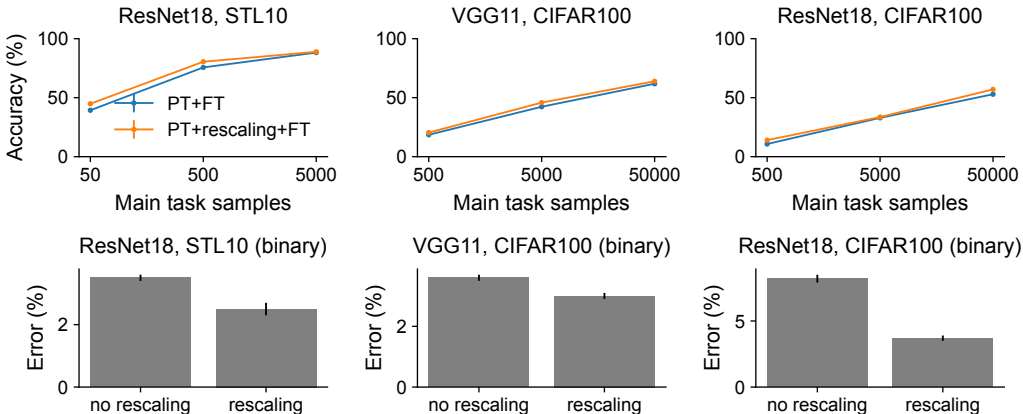 ResNet18, STL10
VGG11, CIFAR100
ResNet18, CIFAR100
Accuracy (%)
100
50
0
PT+FT
PT+rescaling+FT
50
500
5000
Main task samples
100
50
0
500
5000
50000
Main task samples
100
50
0
500
5000
50000
Main task samples
ResNet18, STL10 (binary)
VGG11, CIFAR100 (binary)
ResNet18, CIFAR100 (binary)
Error (%)
2
0
no rescaling
rescaling
Error (%)
2
0
no rescaling
rescaling
Error (%)
5
0
no rescaling
rescaling